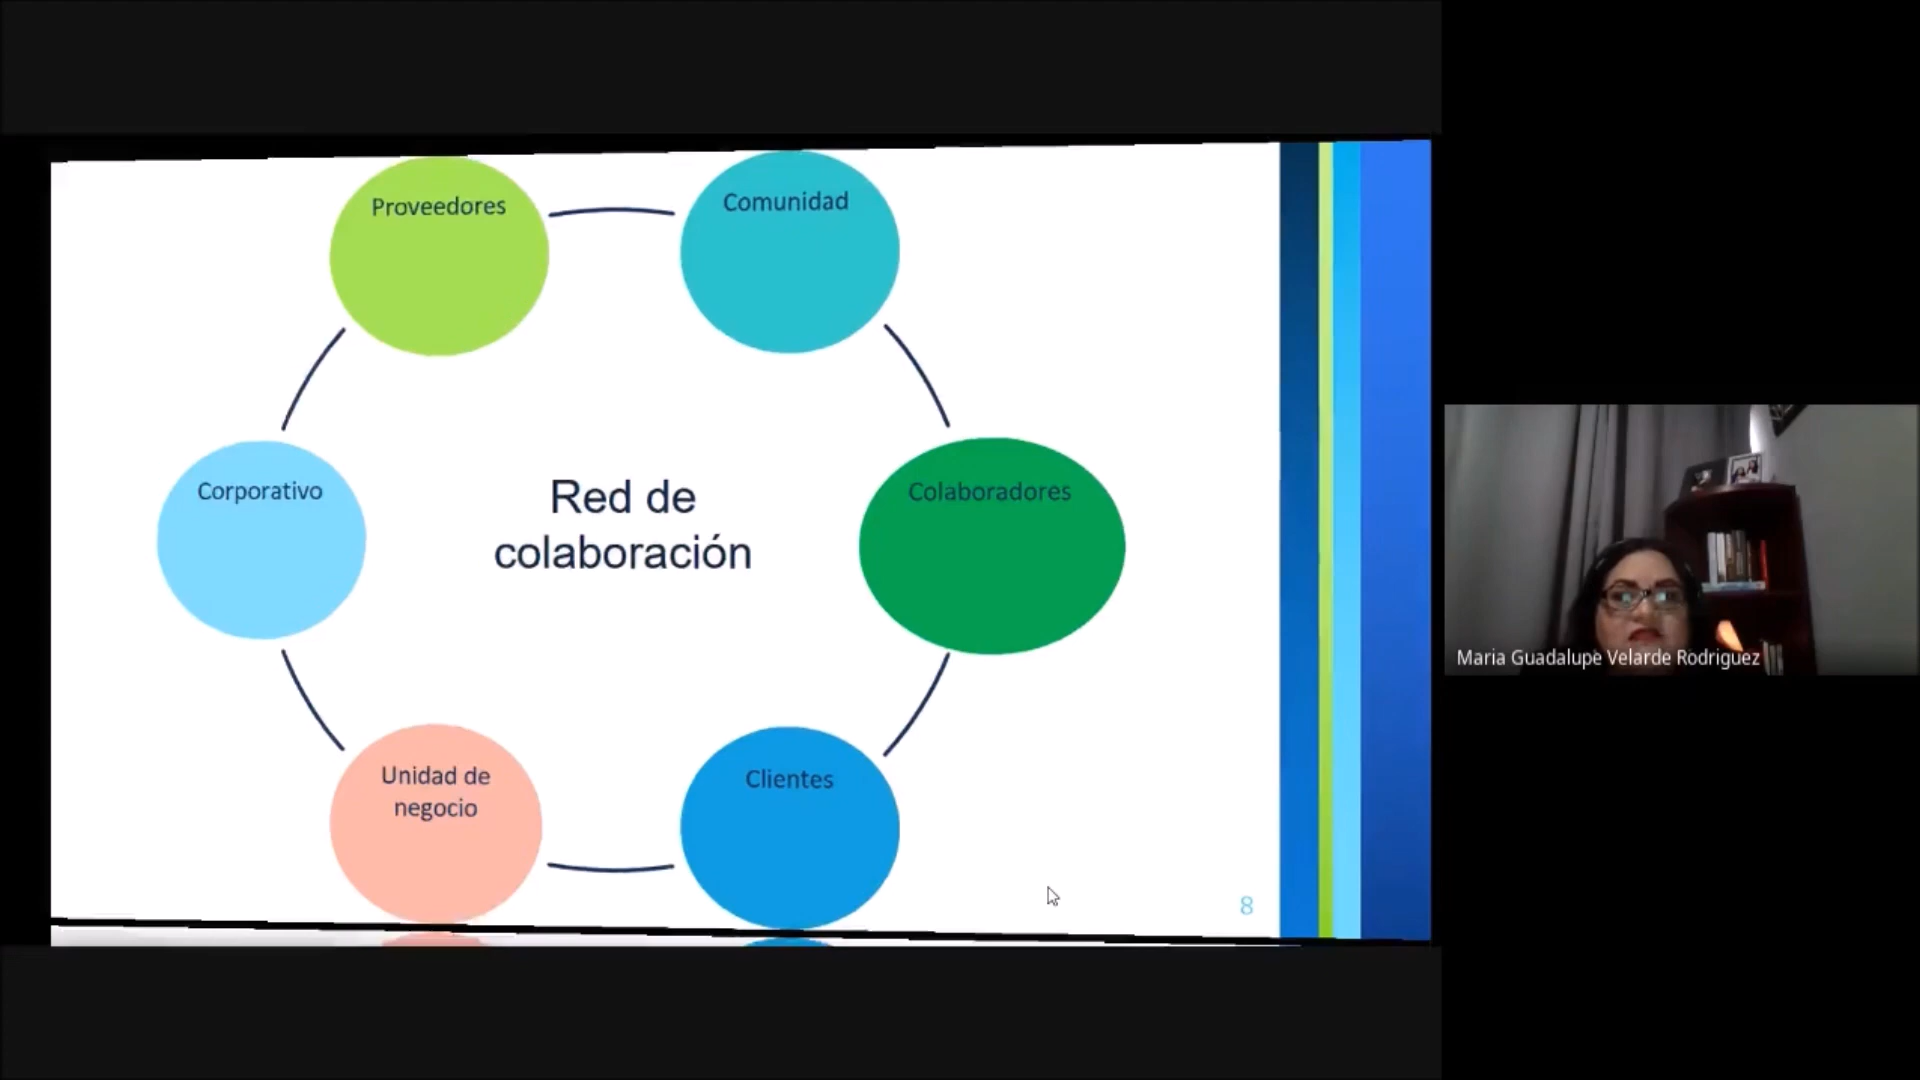 Proveedores
Comunidad
Corporativo
Red de
colaboración
Colaboradores
Unidad de
negocio
Clientes
8
Maria Guadalupe Velarde Rodriguez